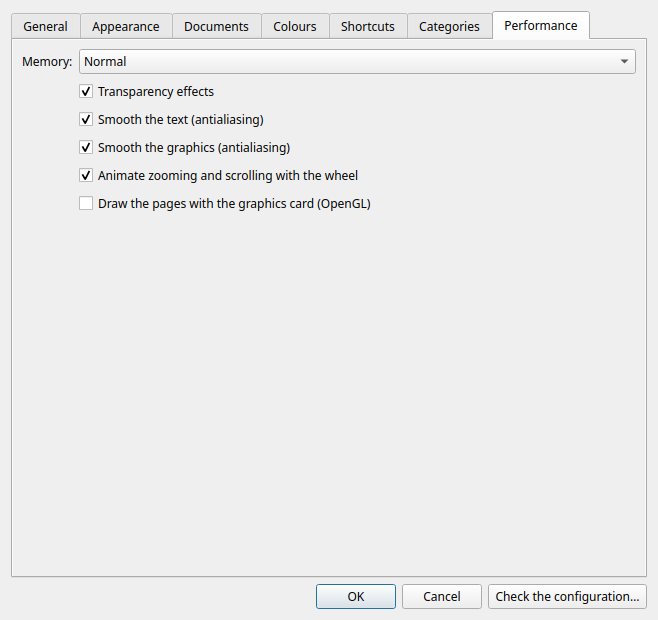 General Appearance Documents Colours Shortcuts Categories Performance
Memory: Normal
Transparency effects
Smooth the text (antialiasing)
Smooth the graphics (antialiasing)
Animate zooming and scrolling with the wheel
Draw the pages with the graphics card (OpenGL)
OK Cancel Check the configuration...